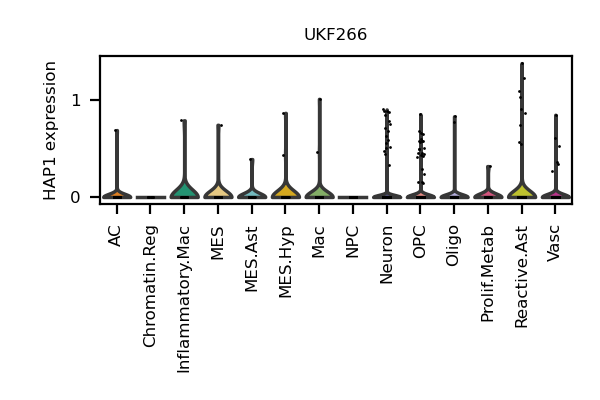 UKF266
HAP1 expression
1
0
AC
Chromatin.Reg
Inflammatory.Mac
MES
MES.Ast
MES.Hyp
Mac
NPC
Neuron
OPC
Oligo
Prolif.Metab
Reactive.Ast
Vasc